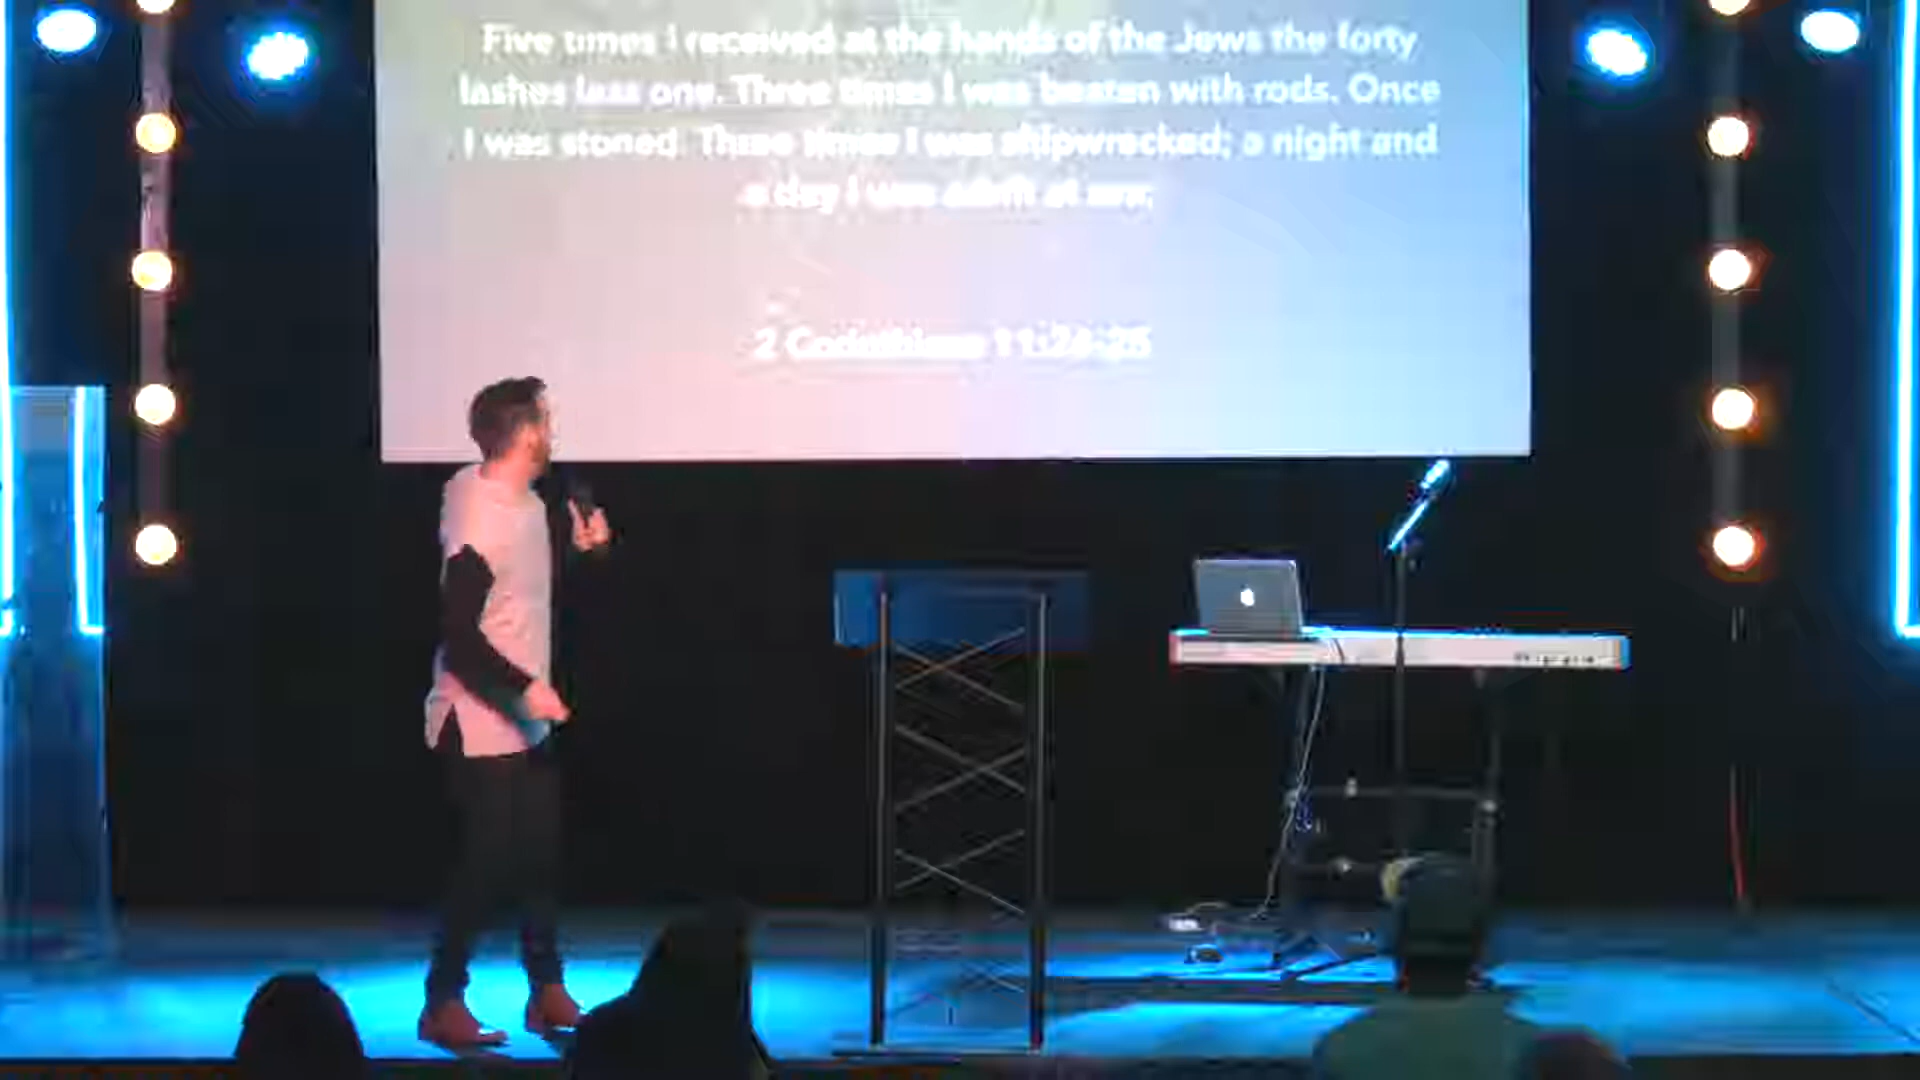 Five times I received at the hands of the Jews the forty
lashes less one. Three times I was beaten with rods. Once
I was stoned. Three times I was shipwrecked; a night and
a day I was adrift at sea;
2 Corinthians 11:24-25